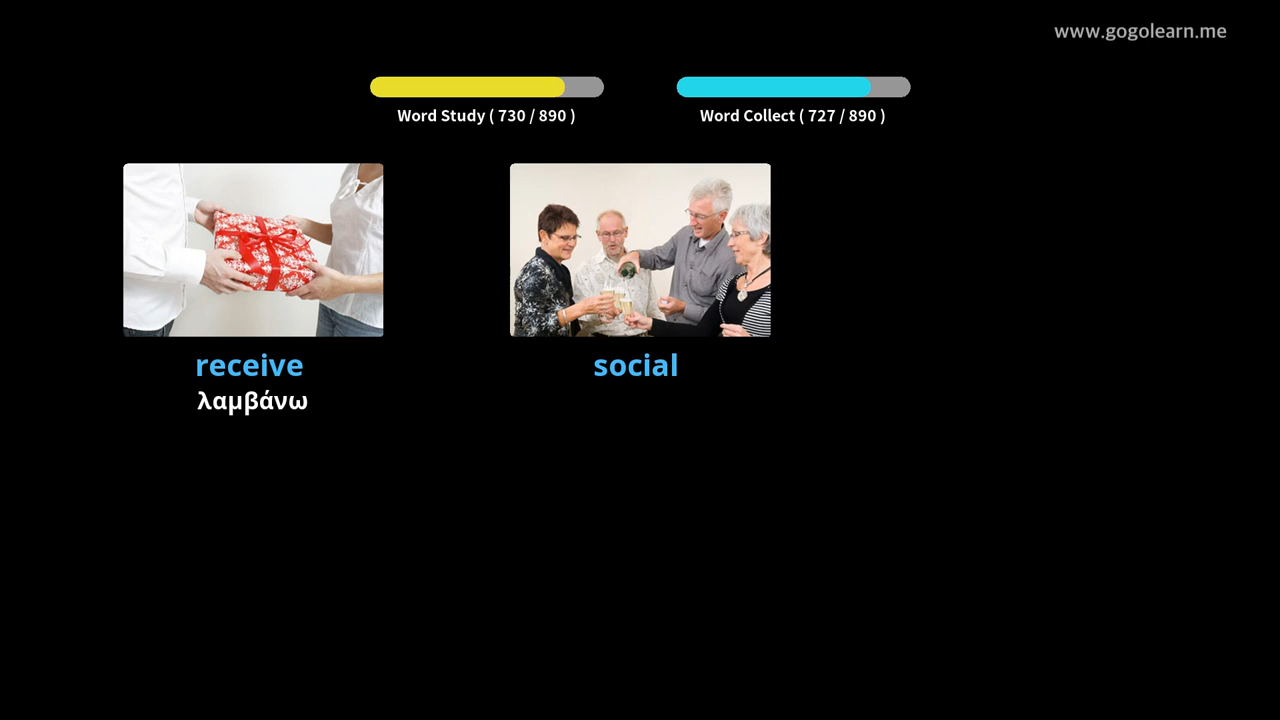 www.gogolearn.me
Word Study ( 730 / 890 )
Word Collect ( 727 / 890 )
receive
λαμβάνω
social